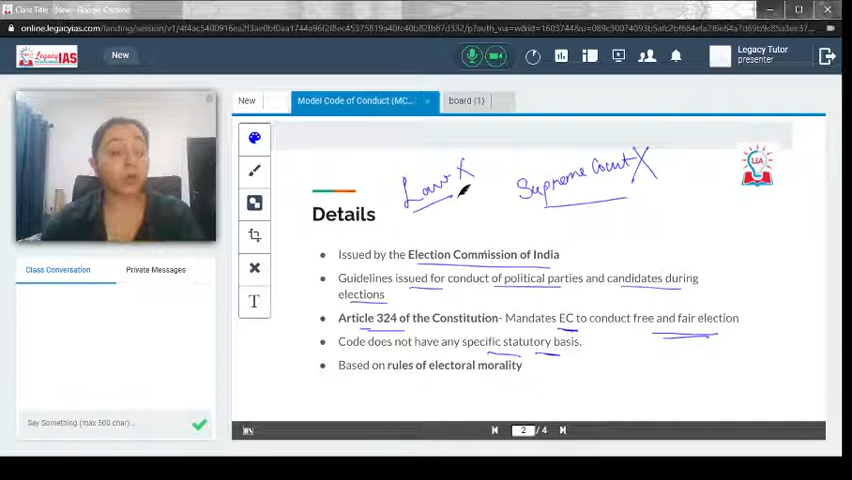 Class Title - New - Google Chrome
New
Legacy Tutor
presenter
New
Model Code of Conduct (MC...
board (1)
Law X
Supreme Court X
LIA
Details
Issued by the Election Commission of India
Guidelines issued for conduct of political parties and candidates during
elections
Article 324 of the Constitution- Mandates EC to conduct free and fair election
Code does not have any specific statutory basis.
Based on rules of electoral morality
Class Conversation
Private Messages
Say Something (max 500 char)...
2 / 4